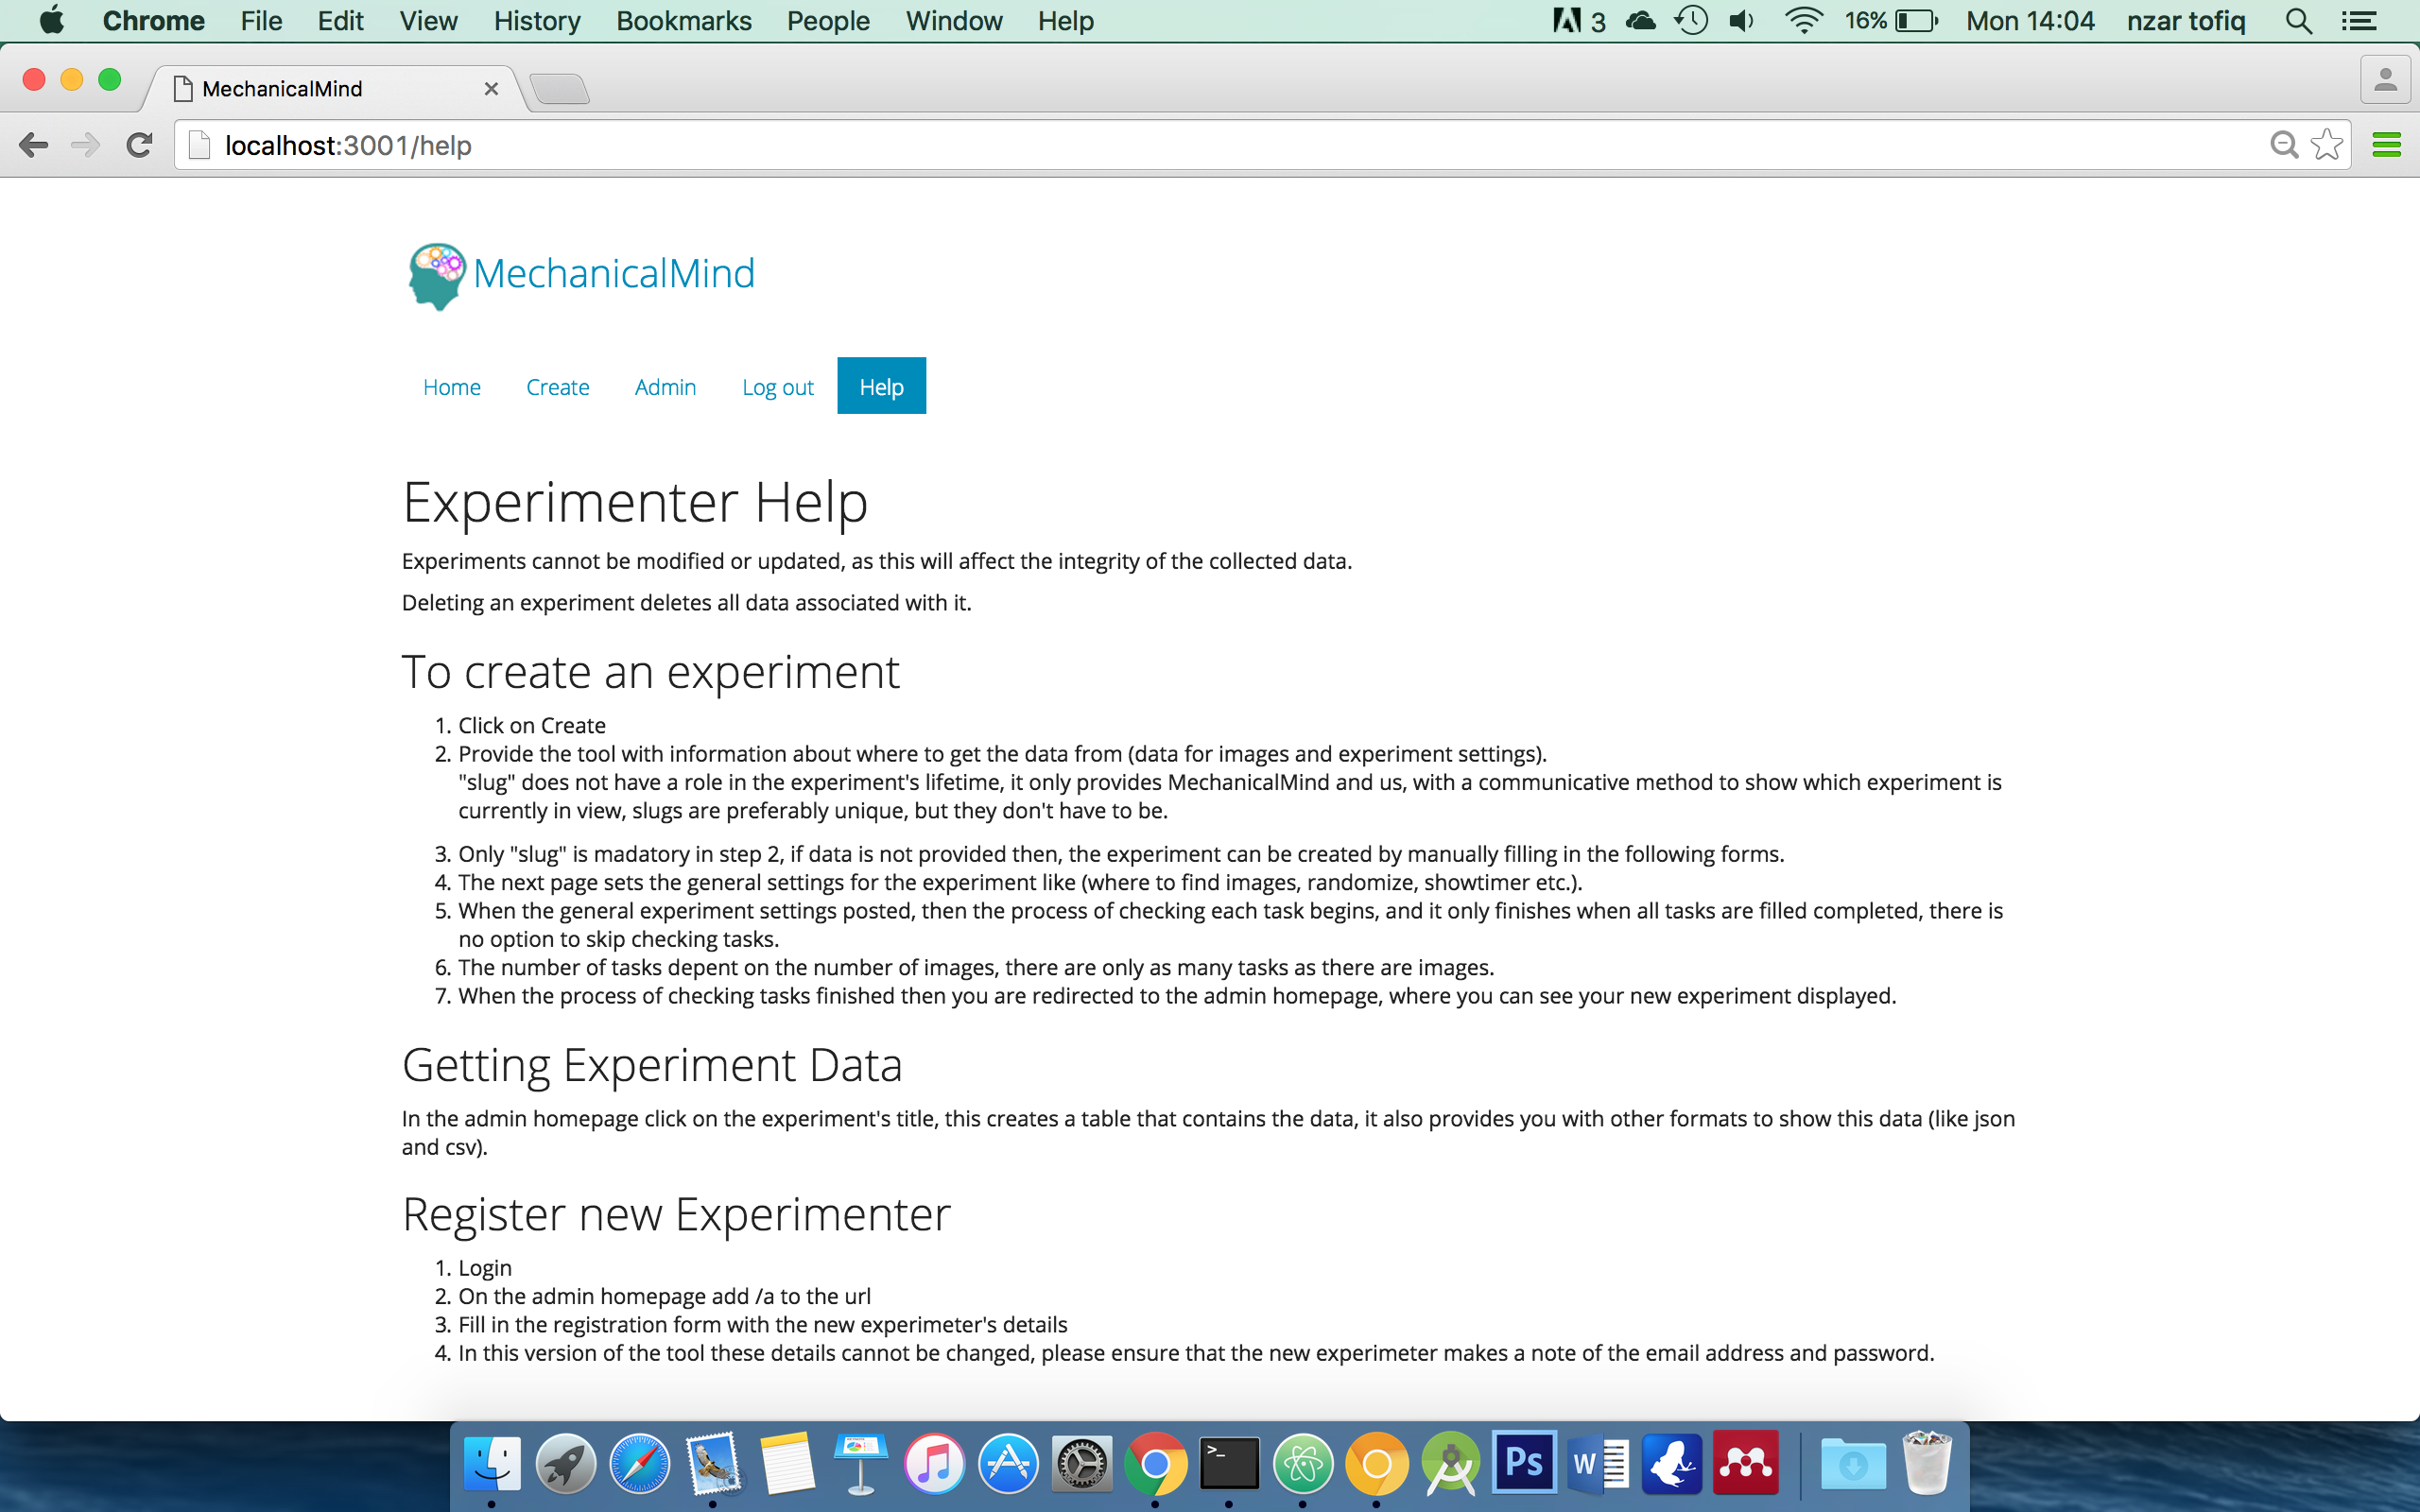 Chrome File Edit View History Bookmarks People Window Help 3 16% Mon 14:04 nzar tofiq
MechanicalMind
localhost:3001/help
MechanicalMind
Home Create Admin Log out Help
Experimenter Help
Experiments cannot be modified or updated, as this will affect the integrity of the collected data.
Deleting an experiment deletes all data associated with it.
To create an experiment
1. Click on Create
2. Provide the tool with information about where to get the data from (data for images and experiment settings).
"slug" does not have a role in the experiment's lifetime, it only provides MechanicalMind and us, with a communicative method to show which experiment is
currently in view, slugs are preferably unique, but they don't have to be.
3. Only "slug" is madatory in step 2, if data is not provided then, the experiment can be created by manually filling in the following forms.
4. The next page sets the general settings for the experiment like (where to find images, randomize, showtimer etc.).
5. When the general experiment settings posted, then the process of checking each task begins, and it only finishes when all tasks are filled completed, there is
no option to skip checking tasks.
6. The number of tasks depent on the number of images, there are only as many tasks as there are images.
7. When the process of checking tasks finished then you are redirected to the admin homepage, where you can see your new experiment displayed.
Getting Experiment Data
In the admin homepage click on the experiment's title, this creates a table that contains the data, it also provides you with other formats to show this data (like json
and csv).
Register new Experimenter
1. Login
2. On the admin homepage add /a to the url
3. Fill in the registration form with the new experimeter's details
4. In this version of the tool these details cannot be changed, please ensure that the new experimeter makes a note of the email address and password.
>_ Ps W